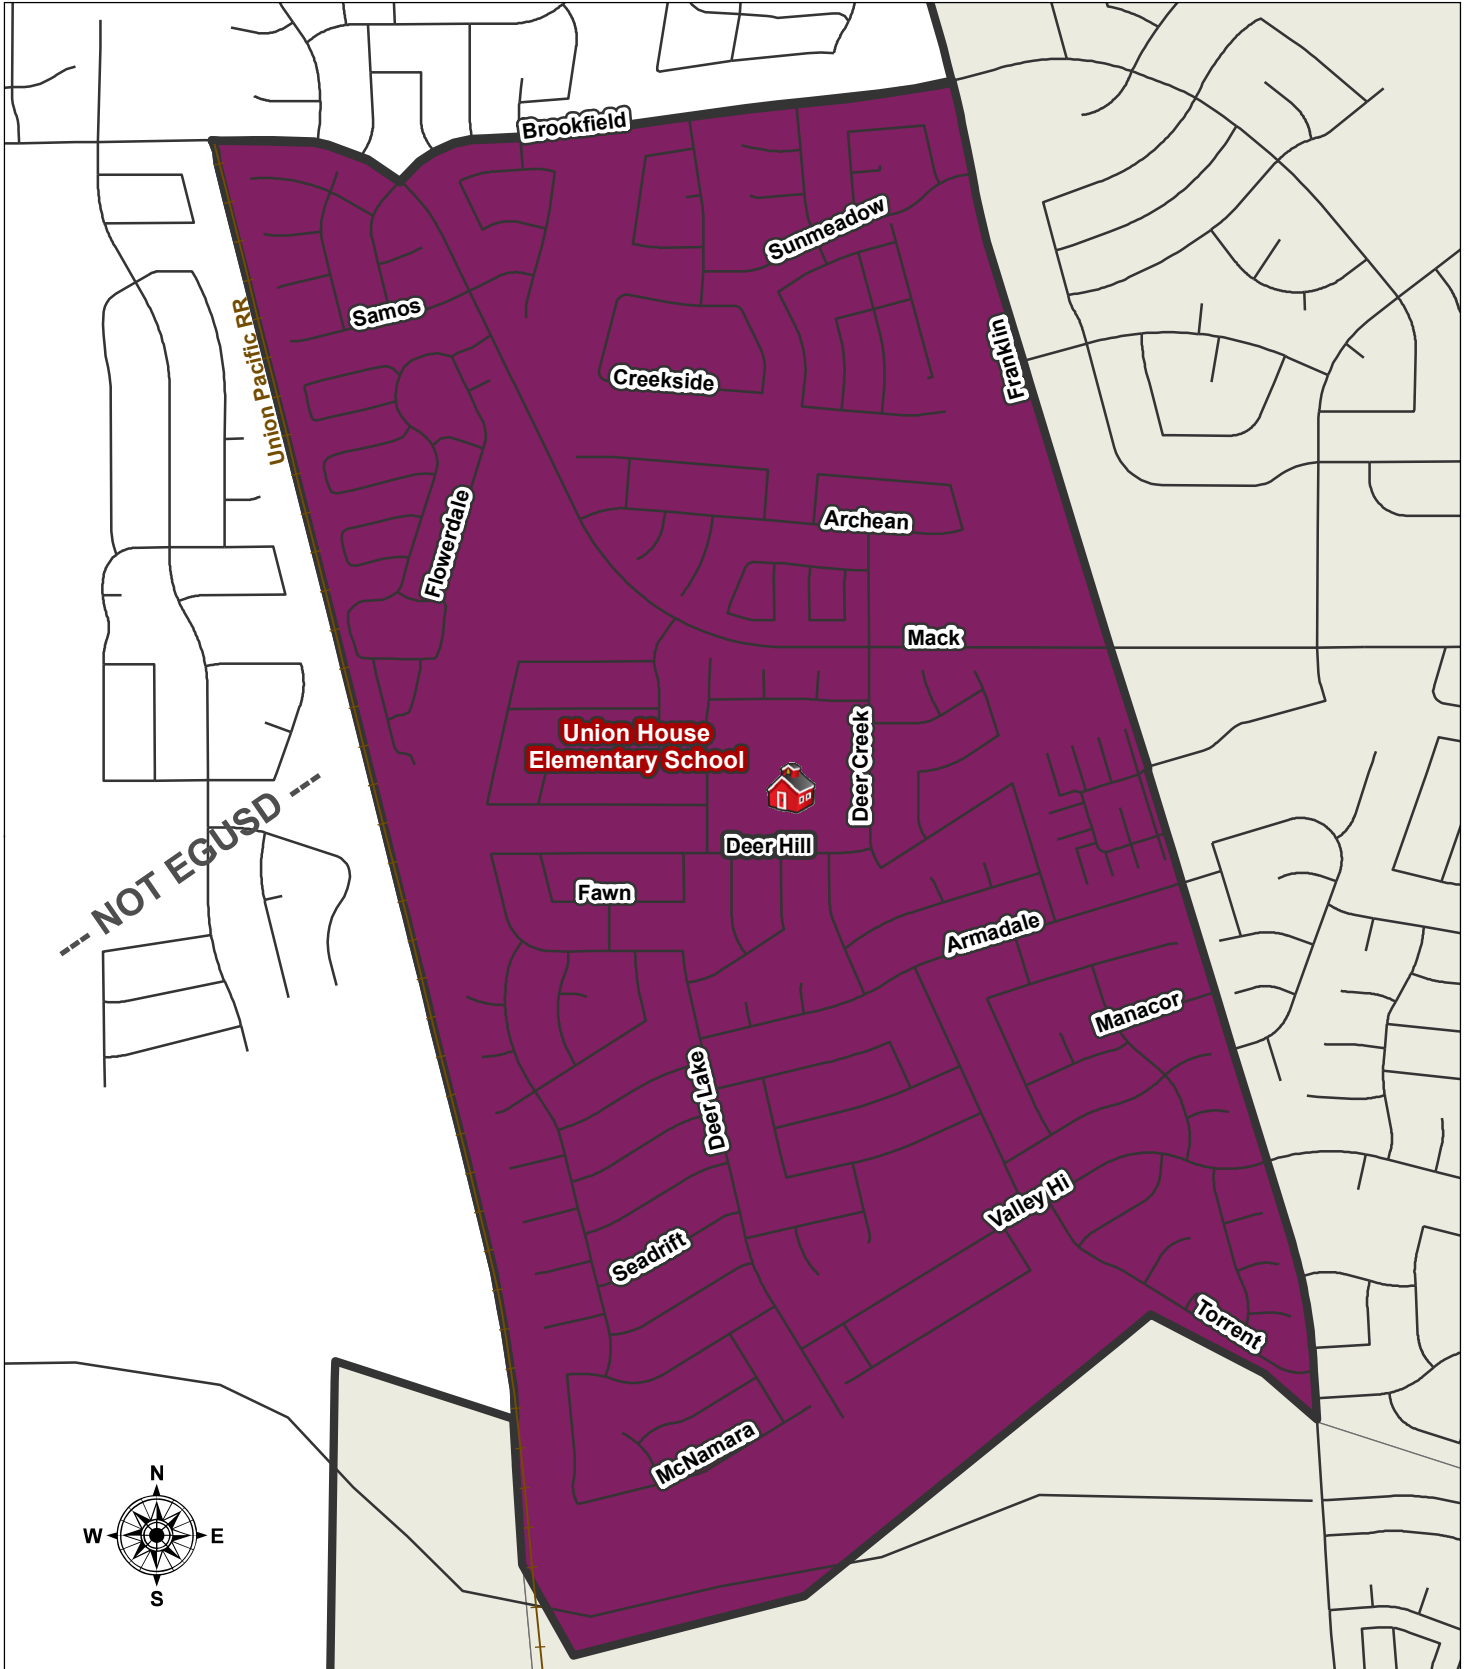 Brookfield
Sunmeadow
Samos
Union Pacific RR
Franklin
Creekside
Flowerdale
Archean
Mack
Union House
Elementary School
Deer Creek
Deer Hill
--- NOT EGUSD ---
Fawn
Armadale
Manacor
Deer Lake
Valley Hi
Seadrift
Torrent
McNamara
N
W E
S